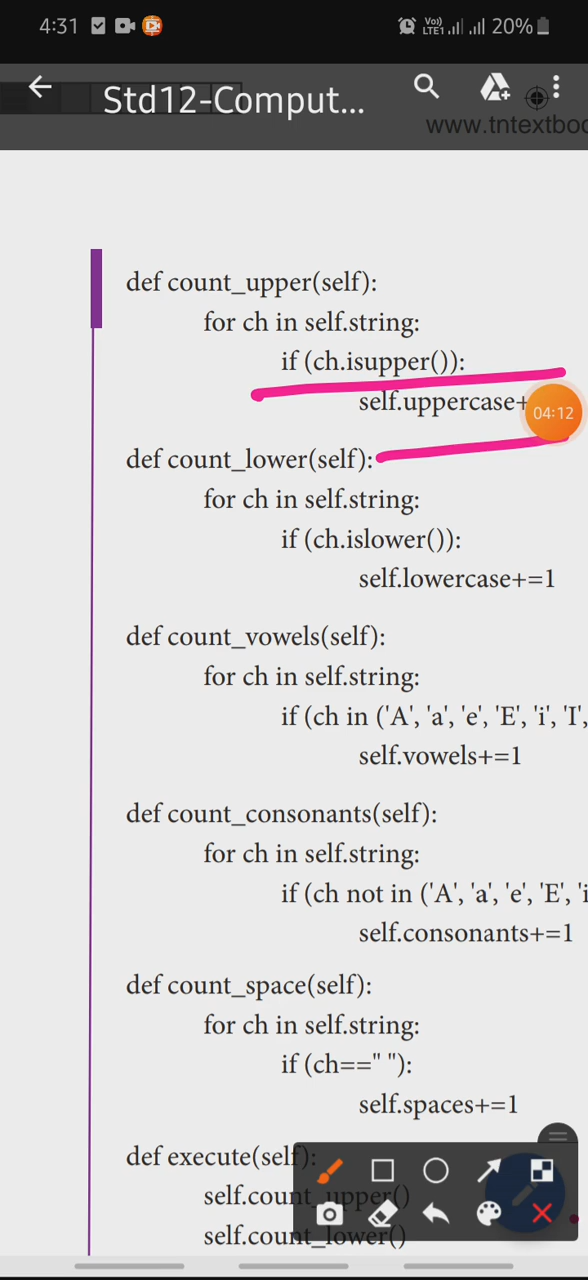 4:31
Vo)) LTE1 20%
Std12-Comput...
www.tntextboo
def count_upper(self):
for ch in self.string:
if (ch.isupper()):
self.uppercase+
04:12
def count_lower(self):
for ch in self.string:
if (ch.islower()):
self.lowercase+=1
def count_vowels(self):
for ch in self.string:
if (ch in ('A', 'a', 'e', 'E', 'i', 'I',
self.vowels+=1
def count_consonants(self):
for ch in self.string:
if (ch not in ('A', 'a', 'e', 'E', 'i
self.consonants+=1
def count_space(self):
for ch in self.string:
if (ch==" "):
self.spaces+=1
def execute(self):
self.count_upper()
self.count_lower()